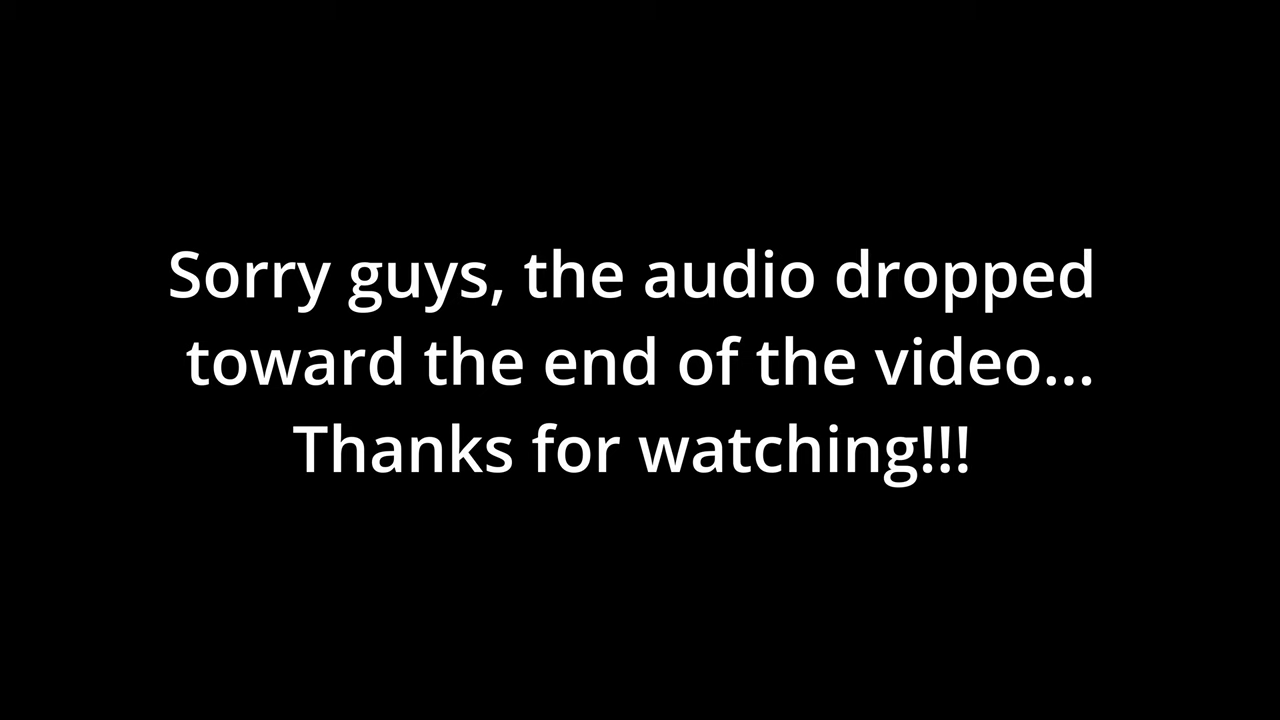 Sorry guys, the audio dropped
toward the end of the video...
Thanks for watching!!!